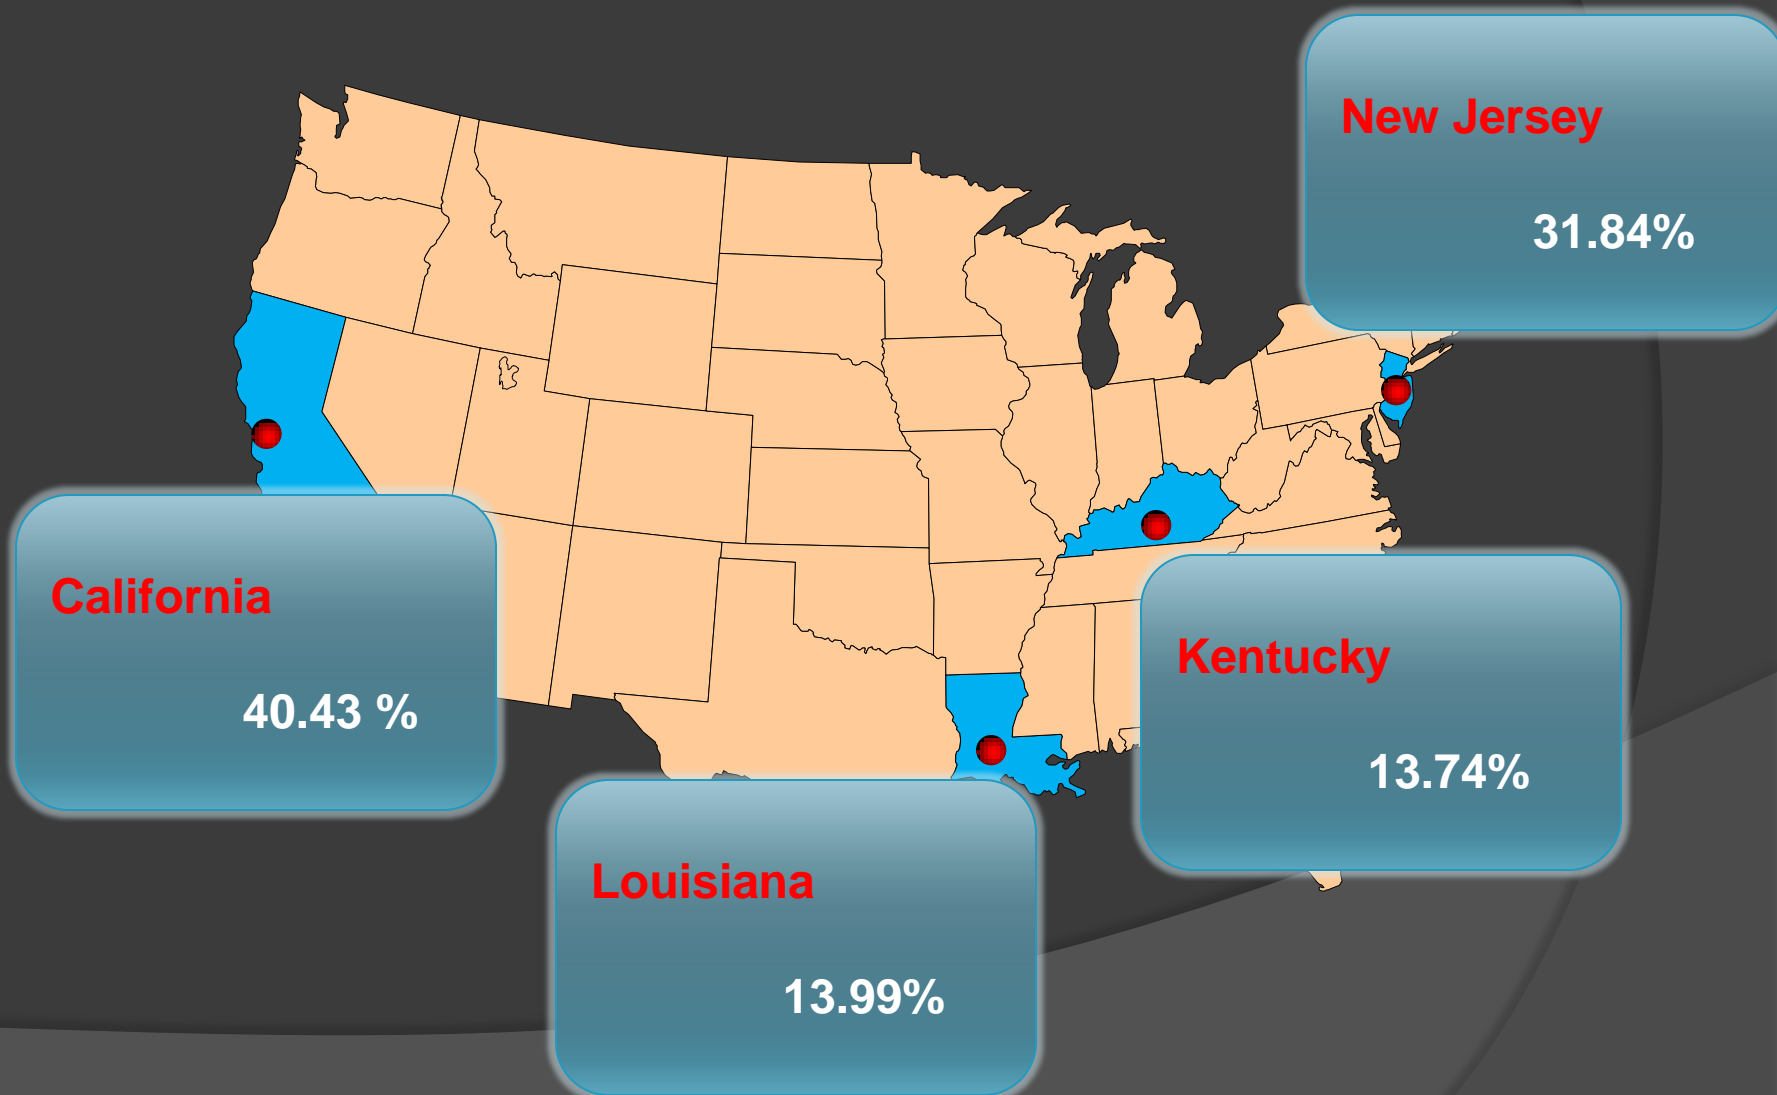 New Jersey
31.84%
California
40.43 %
Kentucky
13.74%
Louisiana
13.99%